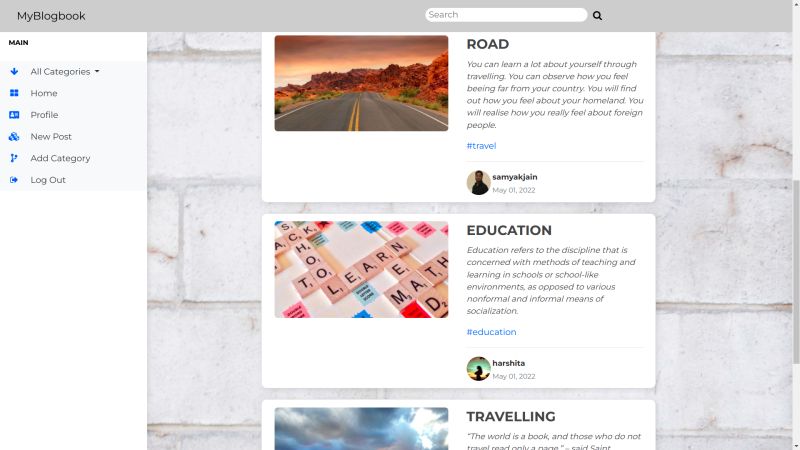 MyBlogbook
Search
MAIN
All Categories
Home
Profile
New Post
Add Category
Log Out
ROAD
You can learn a lot about yourself through
travelling. You can observe how you feel
beeing far from your country. You will find
out how you feel about your homeland. You
will realise how you really feel about foreign
people.
#travel
samyakjain
May 01, 2022
EDUCATION
Education refers to the discipline that is
concerned with methods of teaching and
learning in schools or school-like
environments, as opposed to various
nonformal and informal means of
socialization.
#education
harshita
May 01, 2022
SHOTO
LEARN
NEED
MATH
TRAVELLING
“The world is a book, and those who do not
travel read only a page.” – said Saint